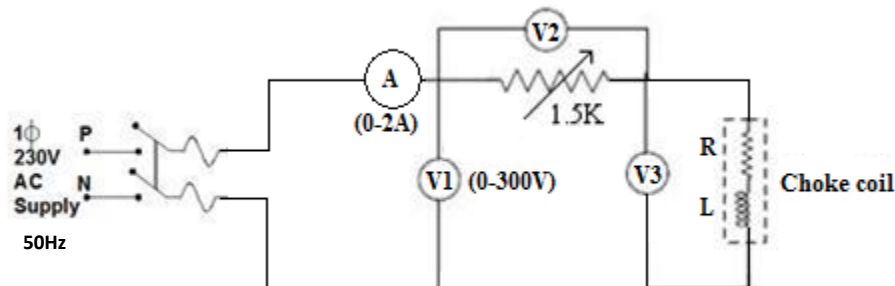 V2
A
(0-2A)
1.5K
1ϕ P
230V
AC N
Supply
50Hz
V1 (0-300V)
V3
R
L
Choke coil